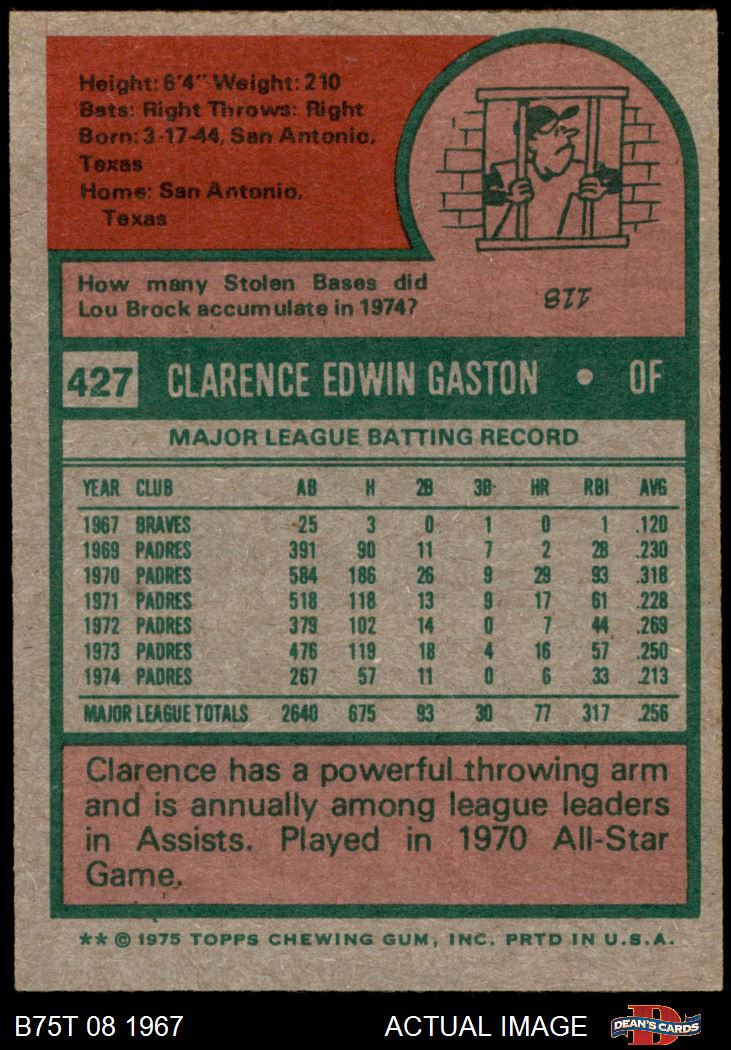 Height: 6'4" Weight: 210
Bats: Right Throws: Right
Born: 3-17-44, San Antonio,
Texas
Home: San Antonio,
Texas
How many Stolen Bases did
Lou Brock accumulate in 1974?
118
427 CLARENCE EDWIN GASTON • OF
MAJOR LEAGUE BATTING RECORD
YEAR CLUB AB H 2B 3B HR RBI AVG
1967 BRAVES 25 3 0 1 0 1 .120
1969 PADRES 391 90 11 7 2 28 .230
1970 PADRES 584 186 26 9 29 93 .318
1971 PADRES 518 118 13 9 17 61 .228
1972 PADRES 379 102 14 0 7 44 .269
1973 PADRES 476 119 18 4 16 57 .250
1974 PADRES 267 57 11 0 6 33 .213
MAJOR LEAGUE TOTALS 2640 675 93 30 77 317 .256
Clarence has a powerful throwing arm
and is annually among league leaders
in Assists. Played in 1970 All-Star
Game.
** © 1975 TOPPS CHEWING GUM, INC. PRTD IN U.S.A.
B75T 08 1967 ACTUAL IMAGE D DEAN'S CARDS